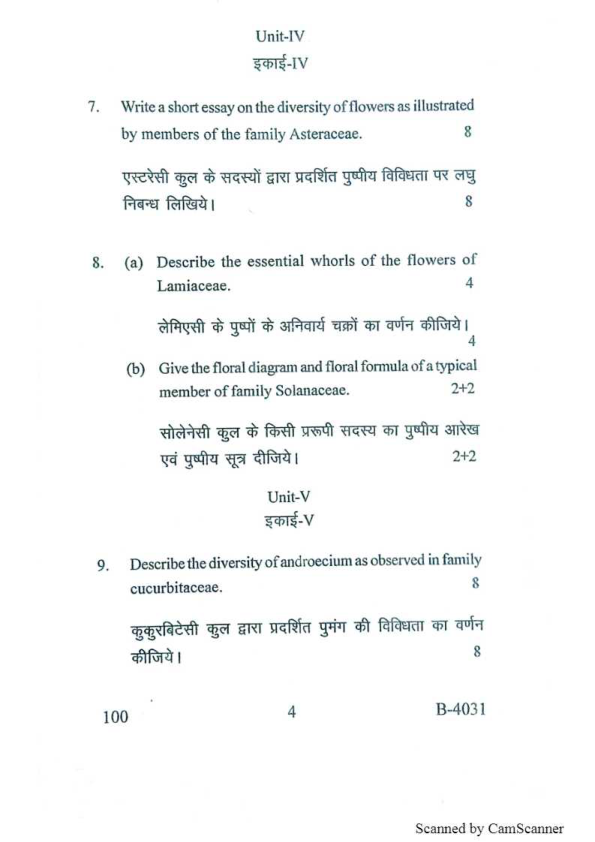 Unit-IV
इकाई-IV
7. Write a short essay on the diversity of flowers as illustrated
by members of the family Asteraceae. 8
एस्टरेसी कुल के सदस्यों द्वारा प्रदर्शित पुष्पीय विविधता पर लघु
निबन्ध लिखिये। 8
8. (a) Describe the essential whorls of the flowers of
Lamiaceae. 4
लेमिएसी के पुष्पों के अनिवार्य चक्रों का वर्णन कीजिये।
4
(b) Give the floral diagram and floral formula of a typical
member of family Solanaceae. 2+2
सोलेनेसी कुल के किसी प्ररूपी सदस्य का पुष्पीय आरेख
एवं पुष्पीय सूत्र दीजिये। 2+2
Unit-V
इकाई-V
9. Describe the diversity of androecium as observed in family
cucurbitaceae. 8
कुकुरबिटेसी कुल द्वारा प्रदर्शित पुमंग की विविधता का वर्णन
कीजिये। 8
100 4 B-4031
Scanned by CamScanner